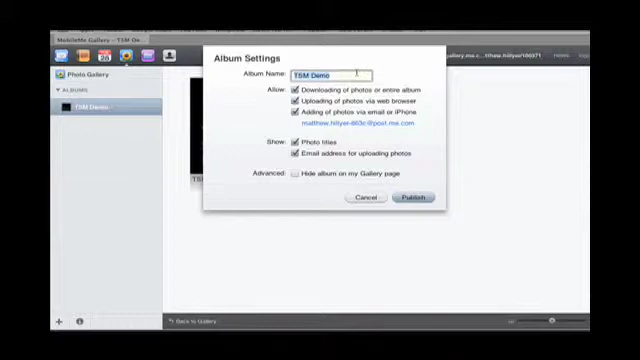 MobileMe Gallery – TSM De...
Album Settings
Album Name: TSM Demo
Allow: Downloading of photos or entire album
Uploading of photos via web browser
Adding of photos via email or iPhone
Show: Photo titles
Email address for uploading photos
Advanced: Hide album on my Gallery page
Cancel Publish
Photo Gallery
ALBUMS
TSM Demo
Back to Gallery